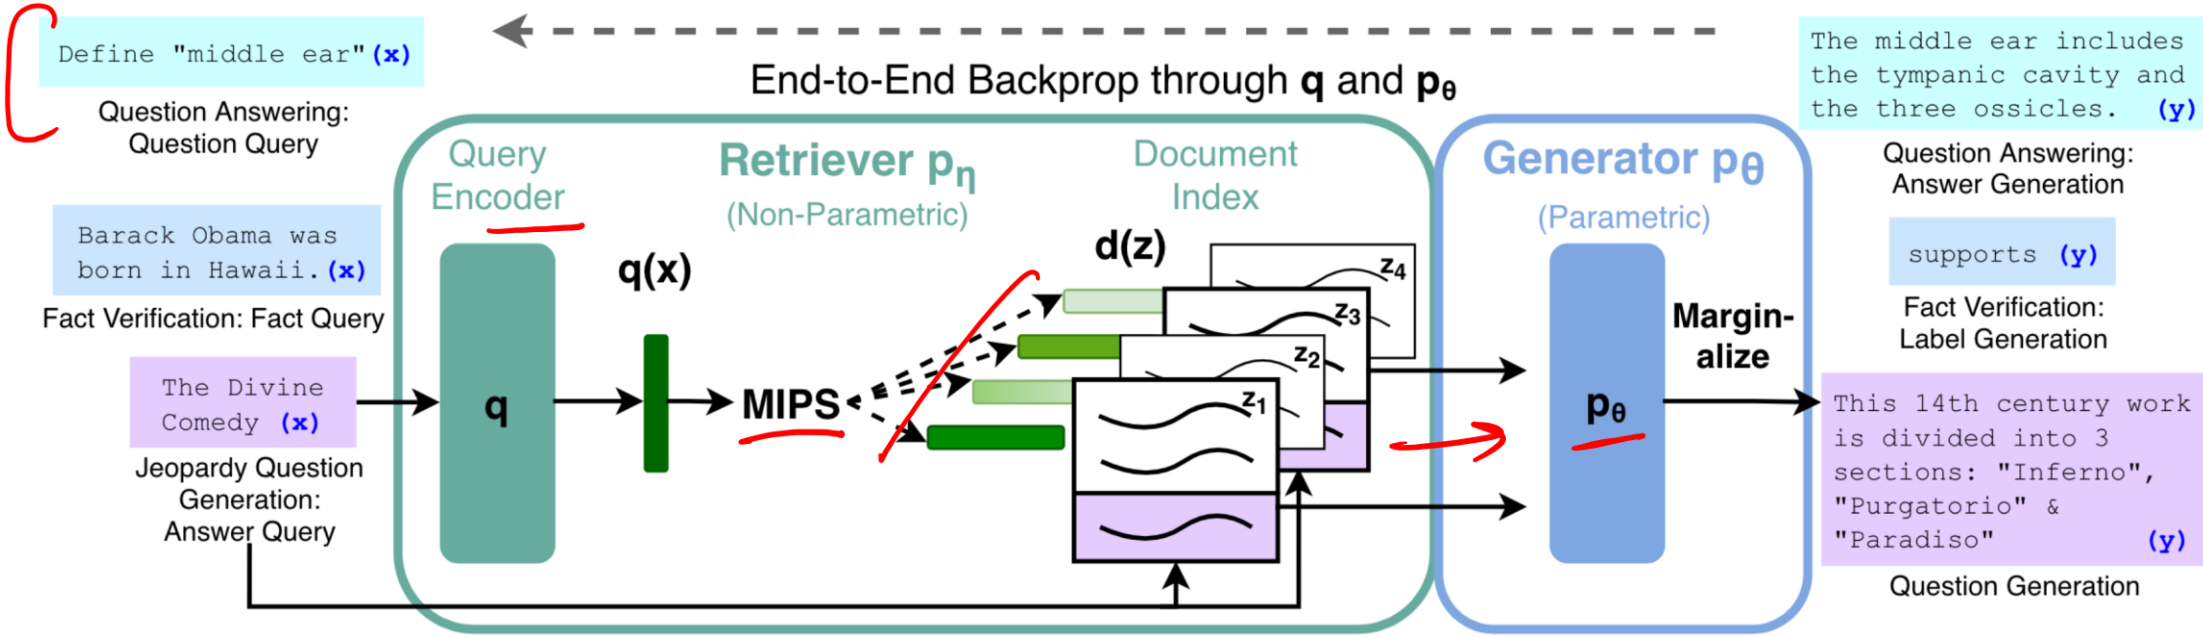 Define "middle ear" (x)
Question Answering:
Question Query
Barack Obama was
born in Hawaii. (x)
Fact Verification: Fact Query
The Divine
Comedy (x)
Jeopardy Question
Generation:
Answer Query
End-to-End Backprop through q and pθ
Query
Encoder
Retriever pη
(Non-Parametric)
Document
Index
q
q(x)
MIPS
d(z)
z4
z3
z2
z1
Generator pθ
(Parametric)
pθ
Margin-
alize
The middle ear includes
the tympanic cavity and
the three ossicles. (y)
Question Answering:
Answer Generation
supports (y)
Fact Verification:
Label Generation
This 14th century work
is divided into 3
sections: "Inferno",
"Purgatorio" &
"Paradiso" (y)
Question Generation